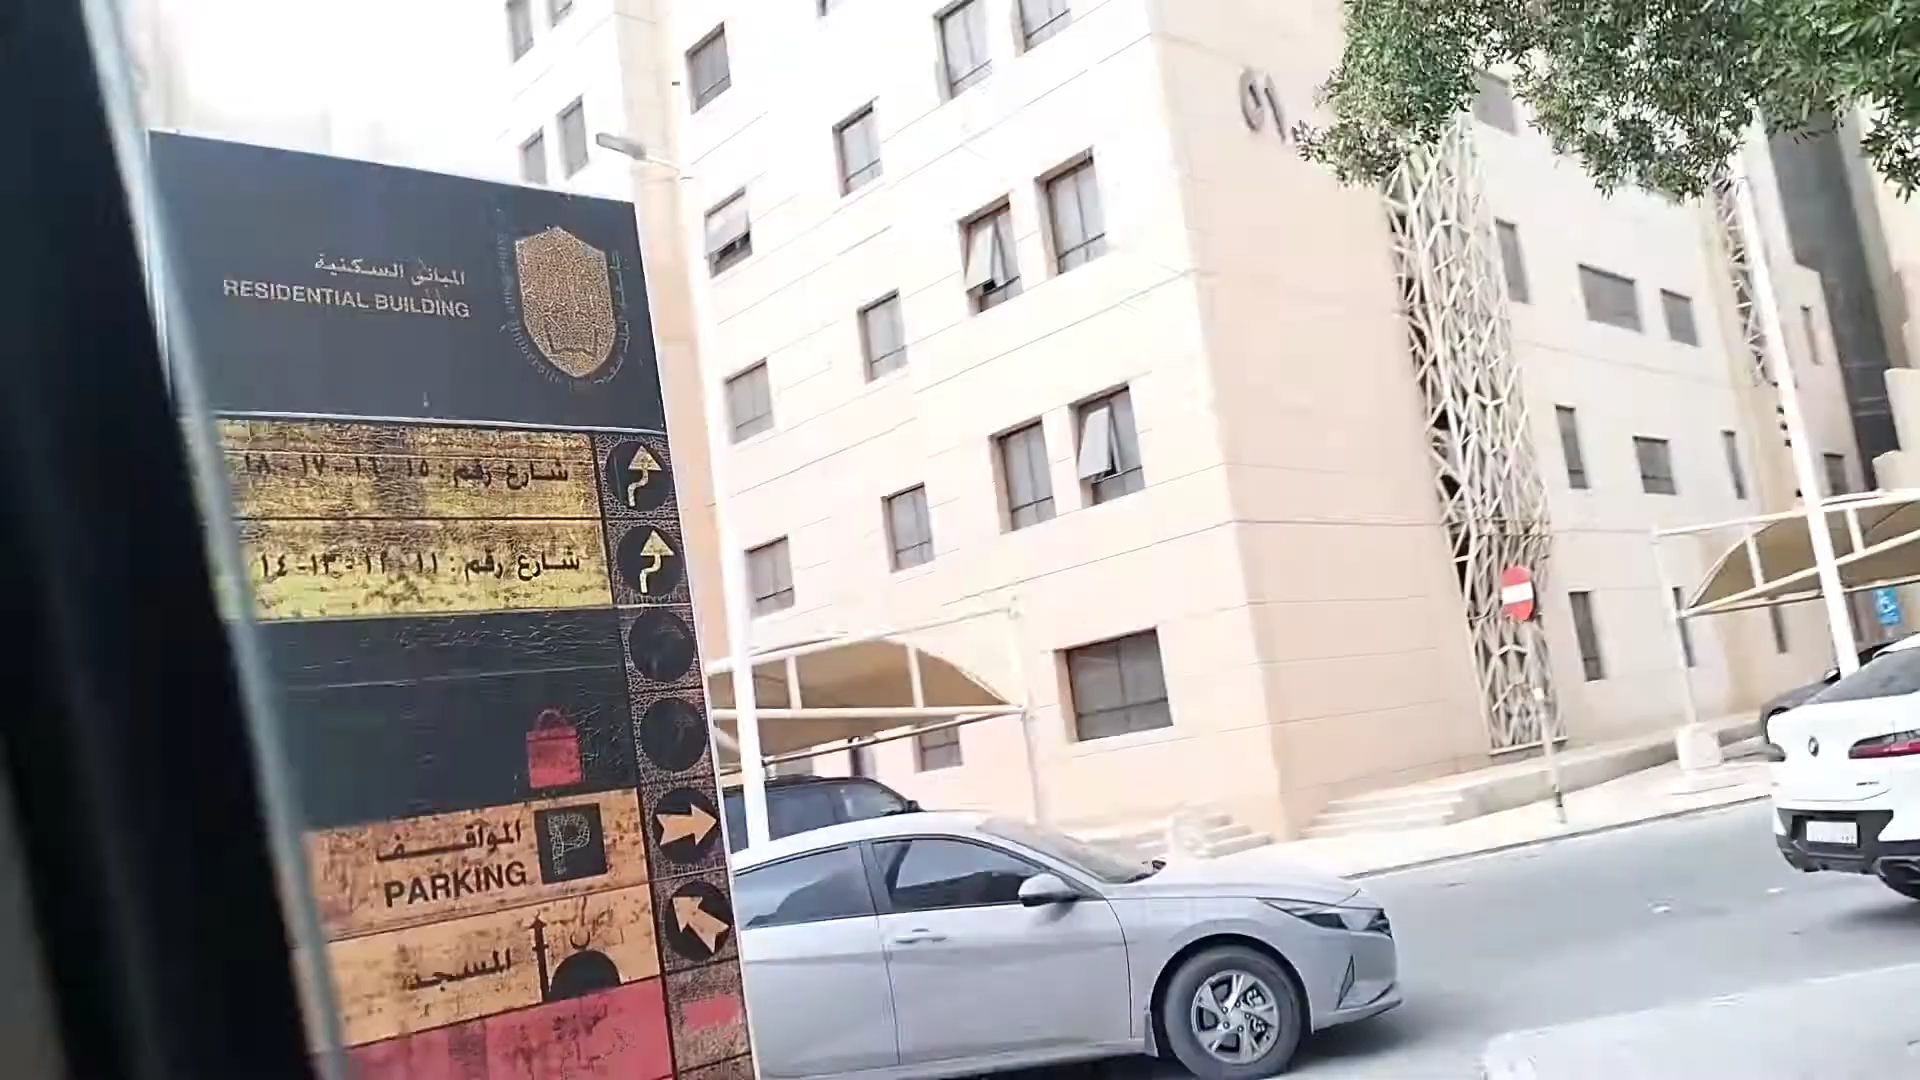 المباني السكنية
RESIDENTIAL BUILDING
شارع رقم : ١٥ - ١٦ - ١٧ - ١٨
شارع رقم : ١١ - ١٢ - ١٣ - ١٤
المواقف
P
PARKING
المسجد